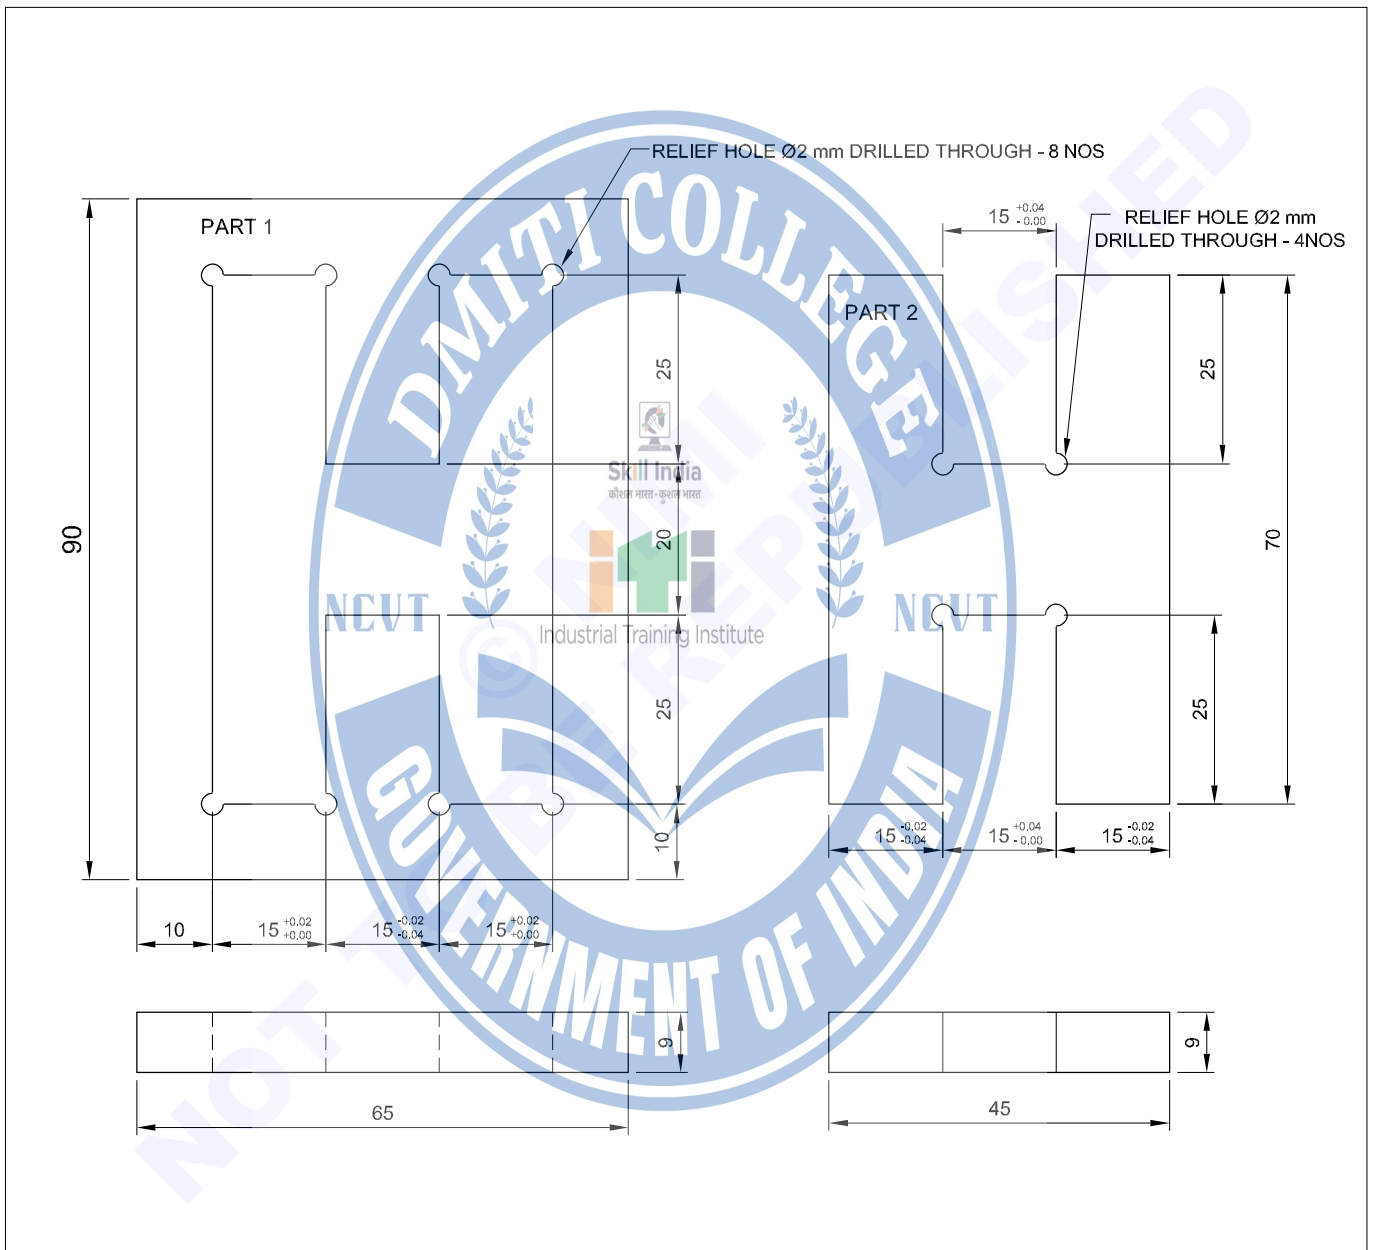 RELIEF HOLE Ø2 mm DRILLED THROUGH - 8 NOS
PART 1
15 +0.04 -0.00
RELIEF HOLE Ø2 mm
DRILLED THROUGH - 4NOS
PART 2
DMITI COLLEGE
25
25
Skill India
कौशल भारत-कुशल भारत
90
20
70
iTi
NCVT
NCVT
Industrial Training Institute
25
25
10
15 -0.02 -0.04
15 +0.04 -0.00
15 -0.02 -0.04
10
15 +0.02 +0.00
15 -0.02 -0.04
15 +0.02 +0.00
GOVERNMENT OF INDIA
9
9
65
45
© NIMI
NOT TO BE REPUBLISHED